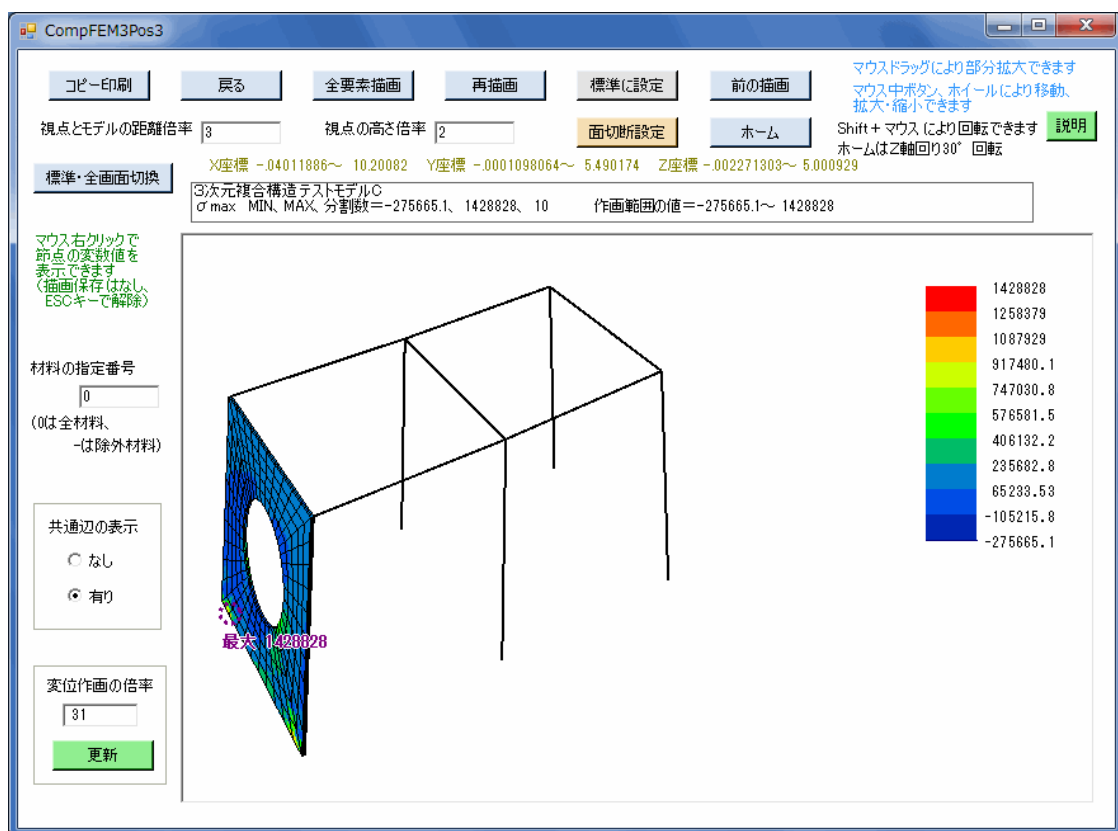 CompFEM3Pos3
コピー印刷
戻る
全要素描画
再描画
標準に設定
前の描画
マウスドラッグにより部分拡大できます
マウス中ボタン、ホイールにより移動、
拡大・縮小できます
視点とモデルの距離倍率
3
視点の高さ倍率
2
面切断設定
ホーム
Shift+マウスにより回転できます
ホームはZ軸回り30° 回転
説明
標準・全画面切換
X座標 -.04011886～ 10.20082 Y座標 -.0001098064～ 5.490174 Z座標 -.002271303～ 5.000929
3次元複合構造テストモデルC
σmax MIN、MAX、分割数=-275665.1、 1428828、 10 作画範囲の値=-275665.1～ 1428828
マウス右クリックで
節点の変数値を
表示できます
(描画保存はなし、
ESCキーで解除)
材料の指定番号
0
(0は全材料、
-は除外材料)
共通辺の表示
なし
有り
変位作画の倍率
31
更新
最大 1428828
1428828
1258379
1087929
917480.1
747030.8
576581.5
406132.2
235682.8
65233.53
-105215.8
-275665.1